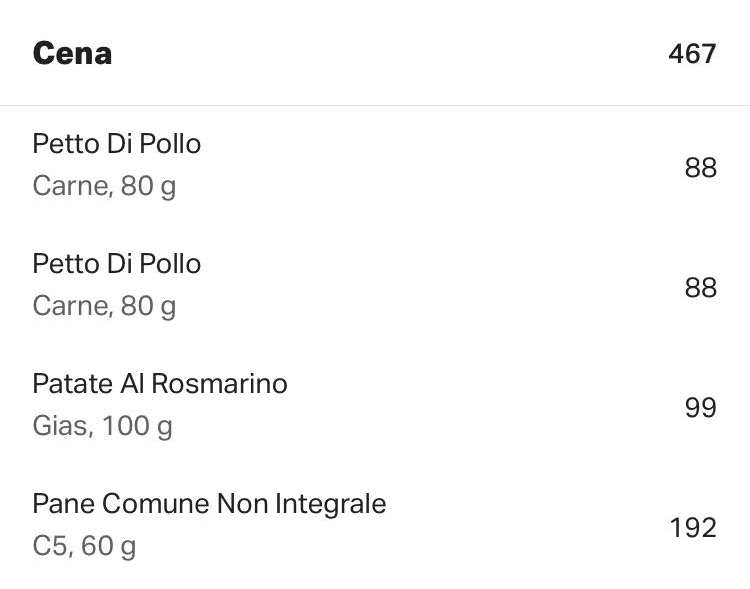 Cena 467
Petto Di Pollo
Carne, 80 g 88
Petto Di Pollo
Carne, 80 g 88
Patate Al Rosmarino
Gias, 100 g 99
Pane Comune Non Integrale
C5, 60 g 192